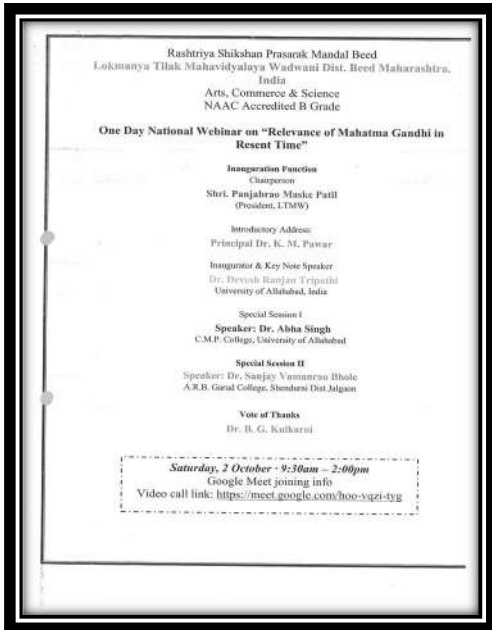 Rashtriya Shikshan Prasarak Mandal Beed
Lokmanya Tilak Mahavidyalaya Wadwani Dist. Beed Maharashtra,
India
Arts, Commerce & Science
NAAC Accredited B Grade
One Day National Webinar on “Relevance of Mahatma Gandhi in
Resent Time”
Inauguration Function
Chairperson
Shri. Panjabrao Maske Patil
(President, LTMW)
Introductory Address:
Principal Dr. K. M. Pawar
Inaugurator & Key Note Speaker
Dr. Devesh Ranjan Tripathi
University of Allahabad, India
Special Session I
Speaker: Dr. Abha Singh
C.M.P. College, University of Allahabad
Special Session II
Speaker: Dr. Sanjay Vamanrao Bhole
A.R.B. Garud College, Shendurni Dist.Jalgaon
Vote of Thanks
Dr. B. G. Kulkarni
Saturday, 2 October · 9:30am – 2:00pm
Google Meet joining info
Video call link: https://meet.google.com/hoo-vqzi-tyg